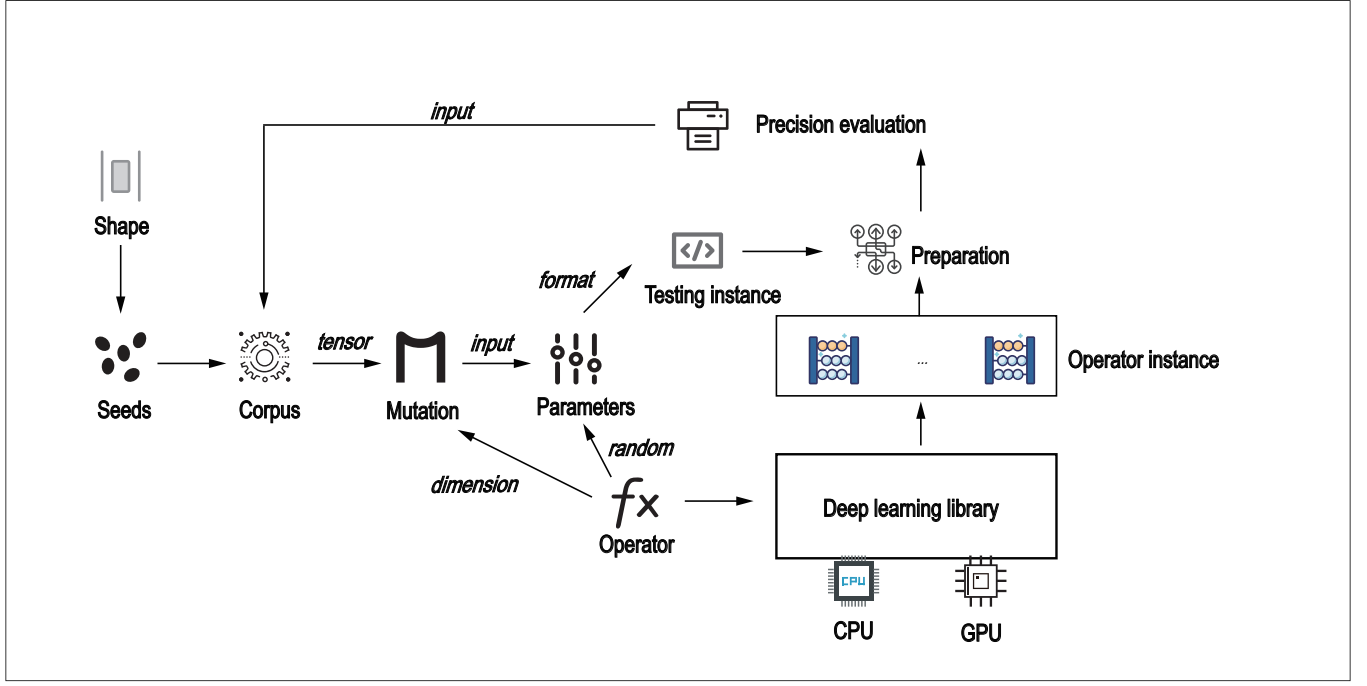 input
Precision evaluation
Shape
Preparation
format
Testing instance
tensor
input
...
Operator instance
Seeds
Corpus
Mutation
Parameters
random
dimension
Deep learning library
Operator
CPU
CPU
GPU